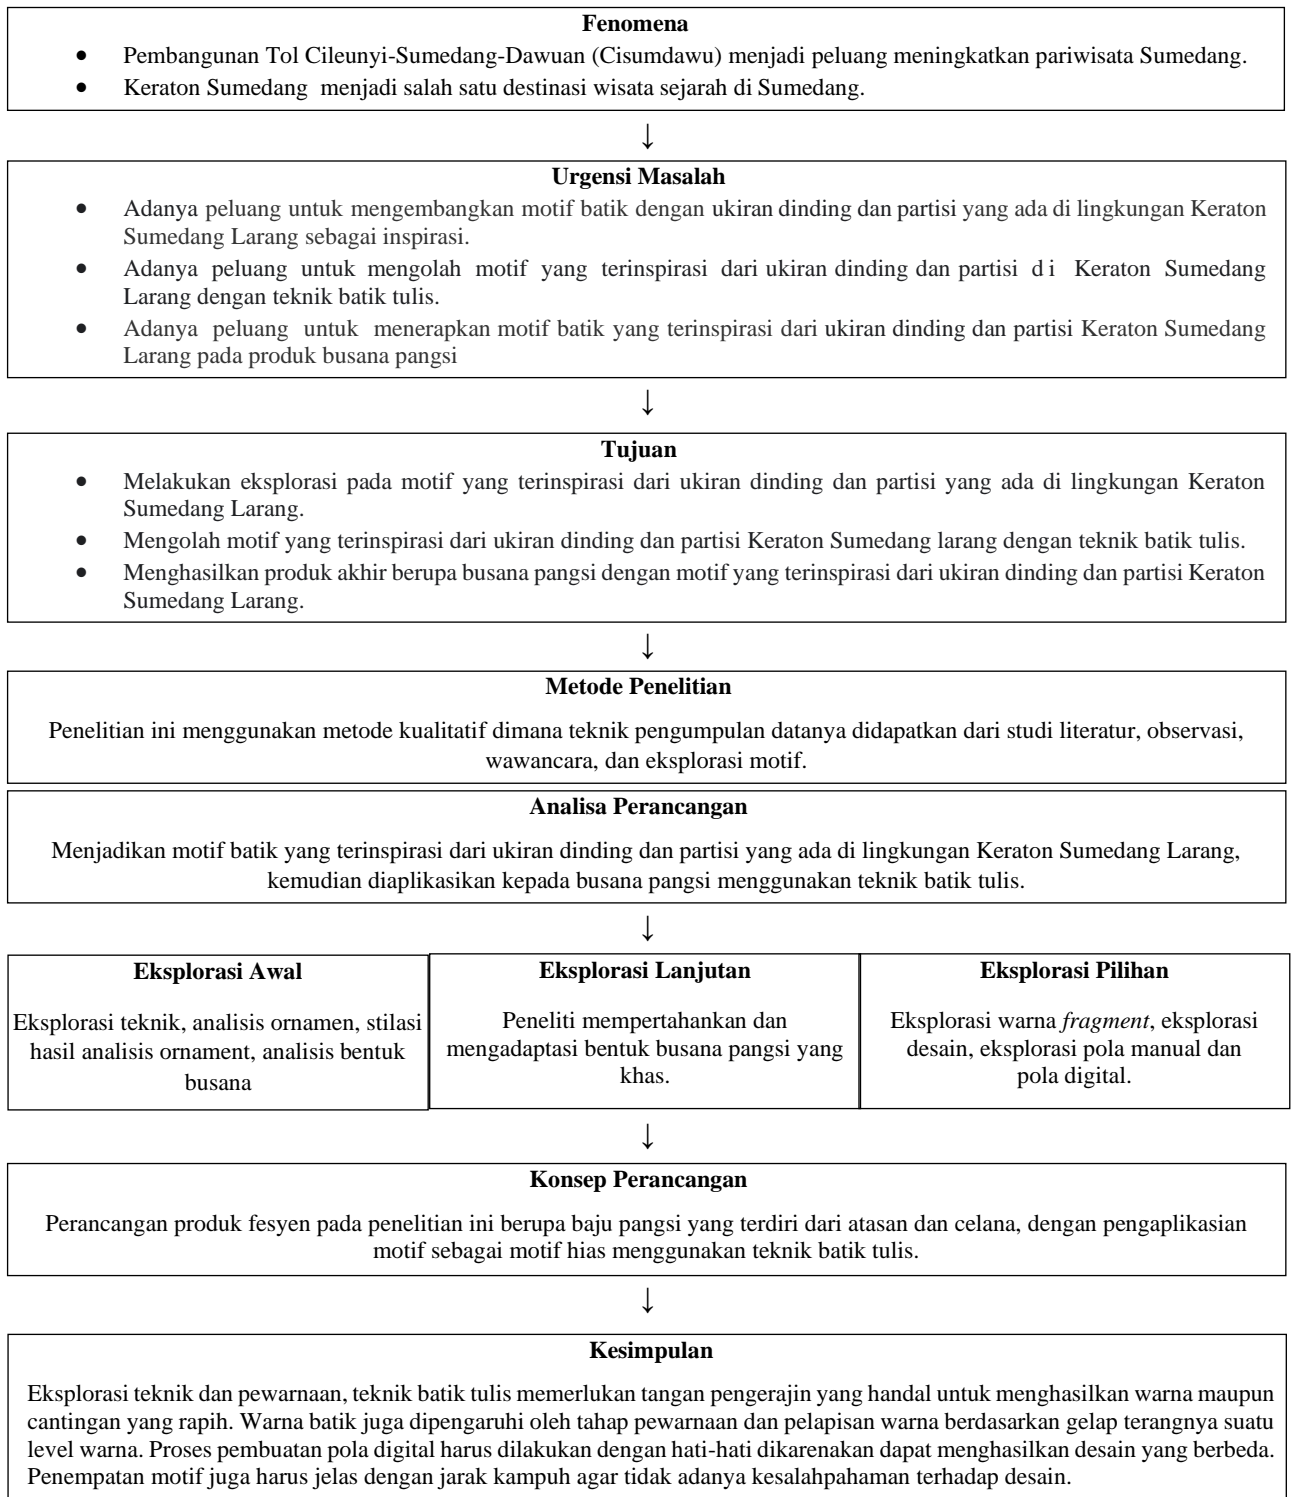 Fenomena
• Pembangunan Tol Cileunyi-Sumedang-Dawuan (Cisumdawu) menjadi peluang meningkatkan pariwisata Sumedang.
• Keraton Sumedang menjadi salah satu destinasi wisata sejarah di Sumedang.
↓
Urgensi Masalah
• Adanya peluang untuk mengembangkan motif batik dengan ukiran dinding dan partisi yang ada di lingkungan Keraton
Sumedang Larang sebagai inspirasi.
• Adanya peluang untuk mengolah motif yang terinspirasi dari ukiran dinding dan partisi d i Keraton Sumedang
Larang dengan teknik batik tulis.
• Adanya peluang untuk menerapkan motif batik yang terinspirasi dari ukiran dinding dan partisi Keraton Sumedang
Larang pada produk busana pangsi
↓
Tujuan
• Melakukan eksplorasi pada motif yang terinspirasi dari ukiran dinding dan partisi yang ada di lingkungan Keraton
Sumedang Larang.
• Mengolah motif yang terinspirasi dari ukiran dinding dan partisi Keraton Sumedang larang dengan teknik batik tulis.
• Menghasilkan produk akhir berupa busana pangsi dengan motif yang terinspirasi dari ukiran dinding dan partisi Keraton
Sumedang Larang.
↓
Metode Penelitian
Penelitian ini menggunakan metode kualitatif dimana teknik pengumpulan datanya didapatkan dari studi literatur, observasi,
wawancara, dan eksplorasi motif.
Analisa Perancangan
Menjadikan motif batik yang terinspirasi dari ukiran dinding dan partisi yang ada di lingkungan Keraton Sumedang Larang,
kemudian diaplikasikan kepada busana pangsi menggunakan teknik batik tulis.
↓
Eksplorasi Awal
Eksplorasi teknik, analisis ornamen, stilasi
hasil analisis ornament, analisis bentuk
busana
Eksplorasi Lanjutan
Peneliti mempertahankan dan
mengadaptasi bentuk busana pangsi yang
khas.
Eksplorasi Pilihan
Eksplorasi warna fragment, eksplorasi
desain, eksplorasi pola manual dan
pola digital.
↓
Konsep Perancangan
Perancangan produk fesyen pada penelitian ini berupa baju pangsi yang terdiri dari atasan dan celana, dengan pengaplikasian
motif sebagai motif hias menggunakan teknik batik tulis.
↓
Kesimpulan
Eksplorasi teknik dan pewarnaan, teknik batik tulis memerlukan tangan pengerajin yang handal untuk menghasilkan warna maupun
cantingan yang rapih. Warna batik juga dipengaruhi oleh tahap pewarnaan dan pelapisan warna berdasarkan gelap terangnya suatu
level warna. Proses pembuatan pola digital harus dilakukan dengan hati-hati dikarenakan dapat menghasilkan desain yang berbeda.
Penempatan motif juga harus jelas dengan jarak kampuh agar tidak adanya kesalahpahaman terhadap desain.